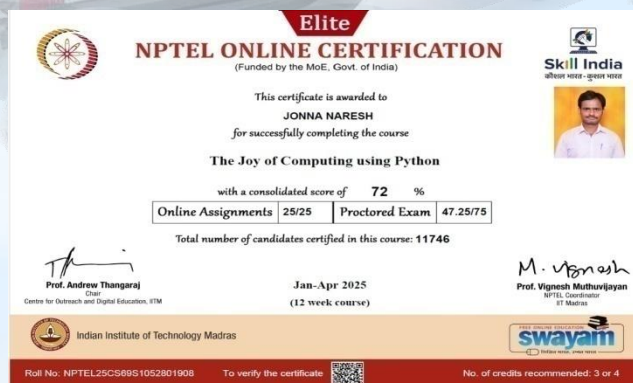 Elite
NPTEL ONLINE CERTIFICATION
(Funded by the MoE, Govt. of India)
Skill India
कौशल भारत - कुशल भारत
This certificate is awarded to
JONNA NARESH
for successfully completing the course
The Joy of Computing using Python
with a consolidated score of 72 %
Online Assignments 25/25 Proctored Exam 47.25/75
Total number of candidates certified in this course: 11746
M. Vignesh
Prof. Andrew Thangaraj
Chair
Centre for Outreach and Digital Education, IITM
Jan-Apr 2025
(12 week course)
Prof. Vignesh Muthuvijayan
NPTEL Coordinator
IIT Madras
Indian Institute of Technology Madras
FREE ONLINE EDUCATION
swayam
शिक्षित भारत, उन्नत भारत
Roll No: NPTEL25CS69S1052801908 To verify the certificate No. of credits recommended: 3 or 4